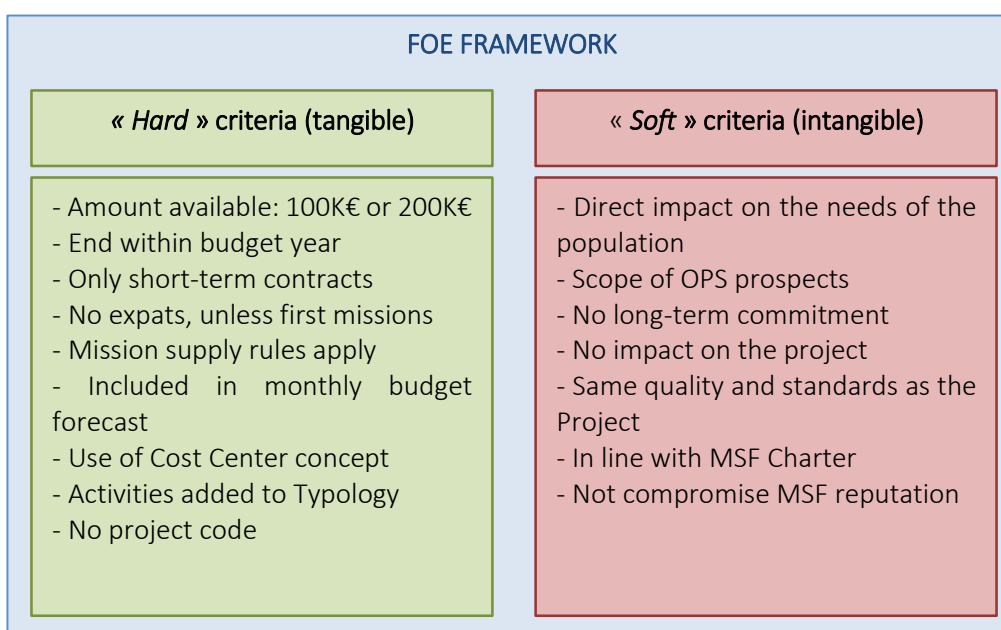 FOE FRAMEWORK
« Hard » criteria (tangible)
- Amount available: 100K€ or 200K€
- End within budget year
- Only short-term contracts
- No expats, unless first missions
- Mission supply rules apply
- Included in monthly budget
forecast
- Use of Cost Center concept
- Activities added to Typology
- No project code
« Soft » criteria (intangible)
- Direct impact on the needs of the
population
- Scope of OPS prospects
- No long-term commitment
- No impact on the project
- Same quality and standards as the
Project
- In line with MSF Charter
- Not compromise MSF reputation